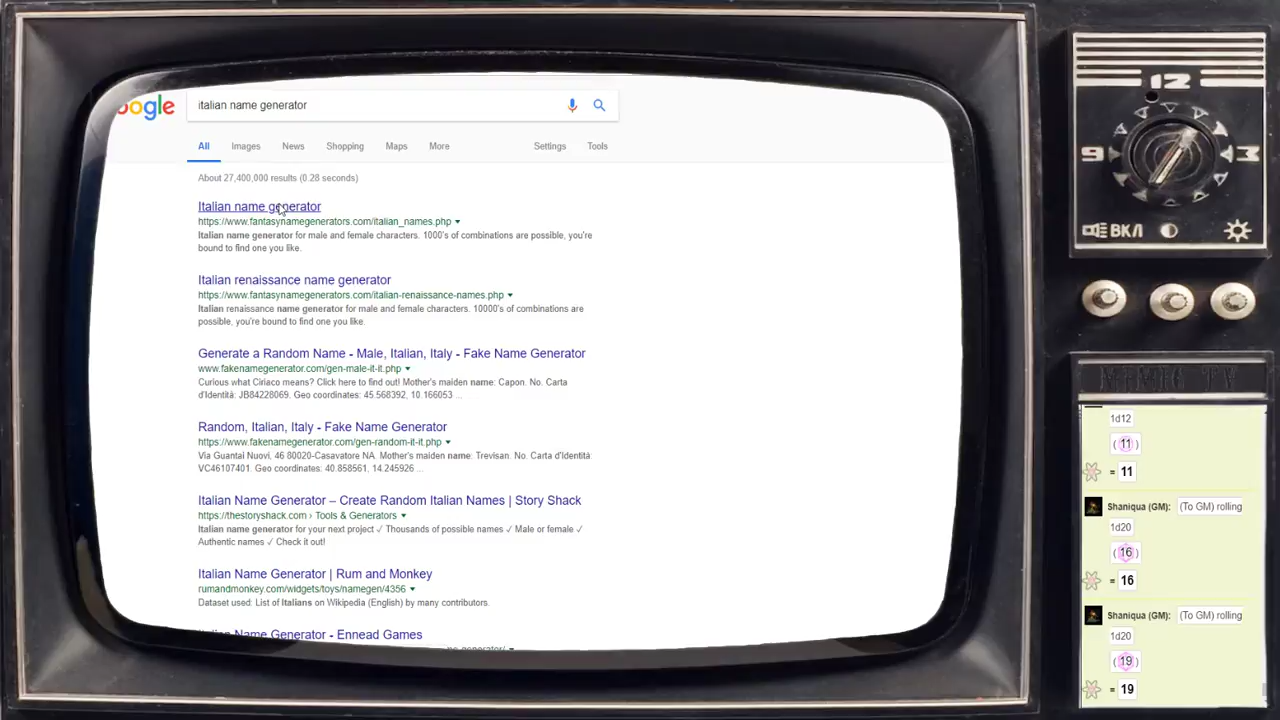 oogle
italian name generator
All Images News Shopping Maps More Settings Tools
About 27,400,000 results (0.28 seconds)
Italian name generator
https://www.fantasynamegenerators.com/italian_names.php
Italian name generator for male and female characters. 1000's of combinations are possible, you're
bound to find one you like.
Italian renaissance name generator
https://www.fantasynamegenerators.com/italian-renaissance-names.php
Italian renaissance name generator for male and female characters. 10000's of combinations are
possible, you're bound to find one you like.
Generate a Random Name - Male, Italian, Italy - Fake Name Generator
www.fakenamegenerator.com/gen-male-it-it.php
Curious what Ciriaco means? Click here to find out! Mother's maiden name: Capon. No. Carta
d'Identità: JB84228069. Geo coordinates: 45.568392, 10.166053 ...
Random, Italian, Italy - Fake Name Generator
https://www.fakenamegenerator.com/gen-random-it-it.php
Via Guantai Nuovi, 46 80020-Casavatore NA. Mother's maiden name: Trevisan. No. Carta d'Identità:
VC46107401. Geo coordinates: 40.858561, 14.245926 ...
Italian Name Generator – Create Random Italian Names | Story Shack
https://thestoryshack.com › Tools & Generators
Italian name generator for your next project ✓ Thousands of possible names ✓ Male or female ✓
Authentic names ✓ Check it out!
Italian Name Generator | Rum and Monkey
rumandmonkey.com/widgets/toys/namegen/4356
Dataset used: List of Italians on Wikipedia (English) by many contributors.
Italian Name Generator - Ennead Games
12
9
3
ВКЛ
1d12
(11)
= 11
Shaniqua (GM): (To GM) rolling
1d20
(16)
= 16
Shaniqua (GM): (To GM) rolling
1d20
(19)
= 19